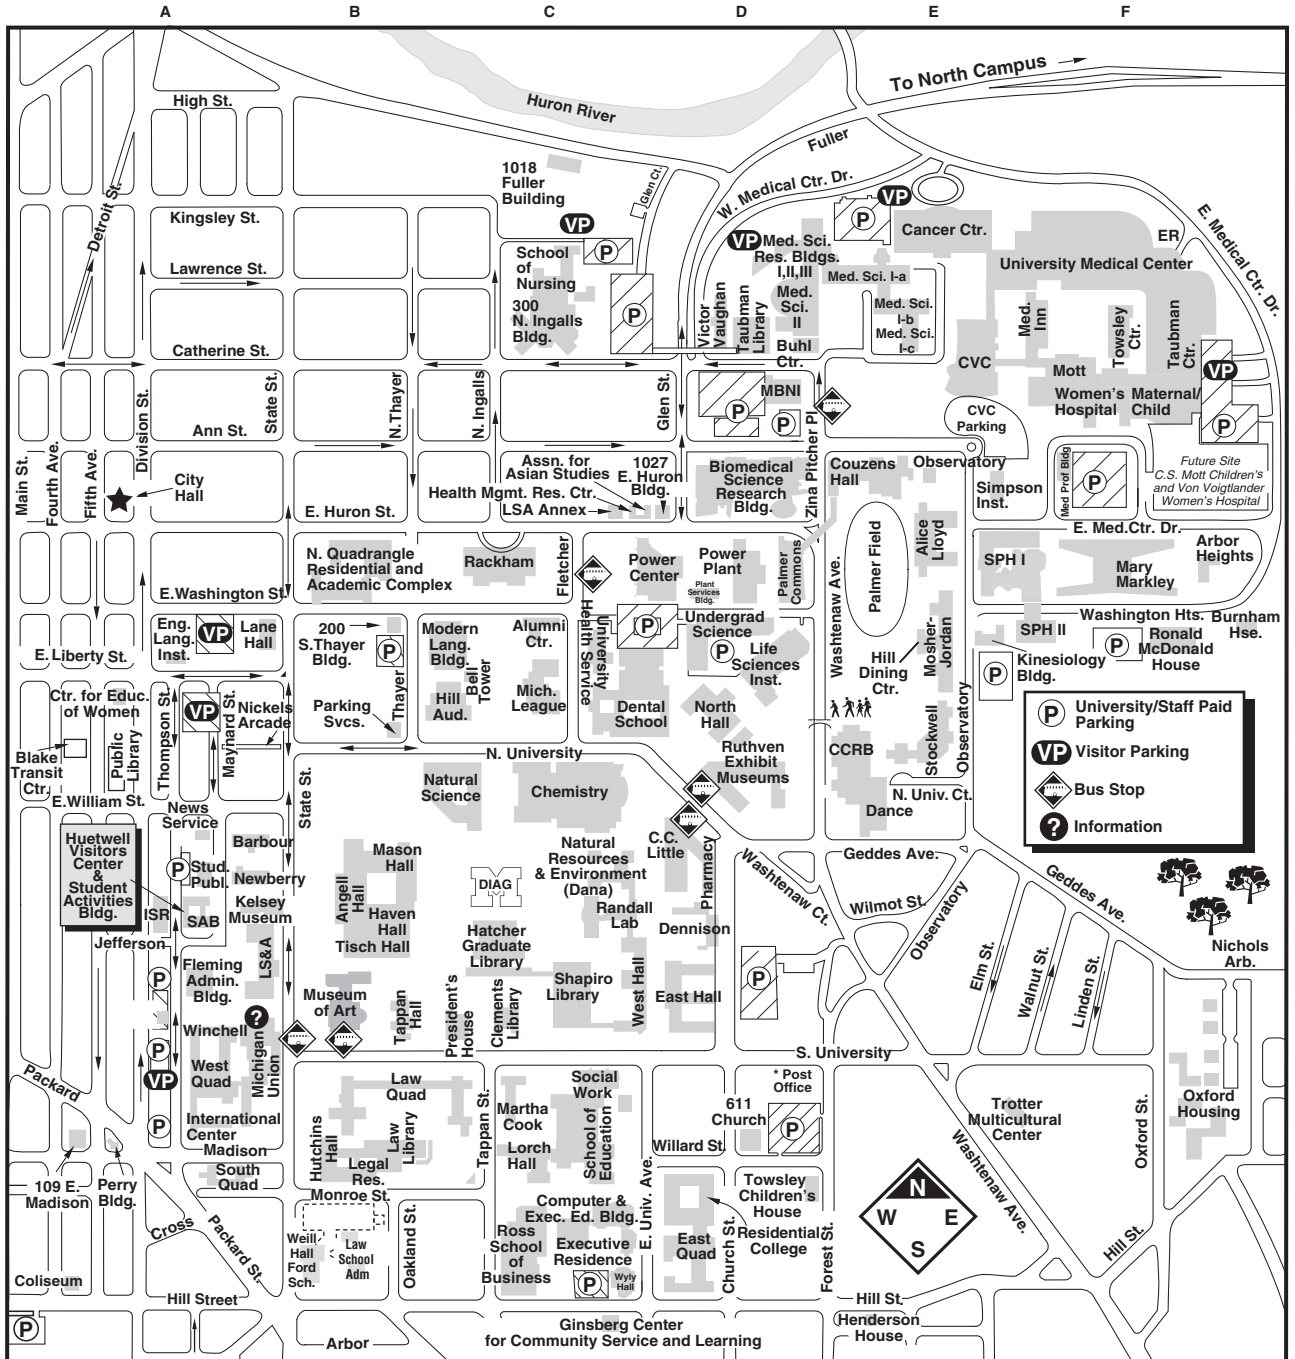 A
B
C
D
E
F
To North Campus
Huron River
High St.
Fuller
1018
Fuller
Building
Glen Ct.
W. Medical Ctr. Dr.
VP
P
Detroit St.
Kingsley St.
VP
P
VP
Med. Sci.
Res. Bldgs.
I,II,III
Cancer Ctr.
ER
E. Medical Ctr. Dr.
Lawrence St.
School
of
Nursing
300
N. Ingalls
Bldg.
P
Victor
Vaughan
Taubman
Library
Med.
Sci.
II
Med. Sci. I-a
Med. Sci.
I-b
Med. Sci.
I-c
University Medical Center
Med.
Inn
Towsley
Ctr.
Taubman
Ctr.
Catherine St.
Buhl
Ctr.
CVC
Mott
VP
Division St.
State St.
N.Thayer
N. Ingalls
Glen St.
MBNI
P
P
Zina Pitcher Pl.
Women's
Hospital
Maternal/
Child
CVC
Parking
P
Ann St.
Main St.
Fourth Ave.
Fifth Ave.
City
Hall
Assn. for
Asian Studies
1027
E. Huron
Bldg.
Health Mgmt. Res. Ctr.
LSA Annex
Biomedical
Science
Research
Bldg.
Couzens
Hall
Observatory
Simpson
Inst.
Med Prof Bldg
P
Future Site
C.S. Mott Children's
and Von Voigtlander
Women's Hospital
E. Huron St.
E. Med.Ctr. Dr.
N. Quadrangle
Residential and
Academic Complex
Rackham
Fletcher
Power
Center
Power
Plant
Plant
Services
Bldg.
Palmer
Commons
Palmer Field
Alice
Lloyd
SPH I
Mary
Markley
Arbor
Heights
E.Washington St.
Eng.
Lang.
Inst.
VP
Lane
Hall
200
S.Thayer
Bldg.
P
Modern
Lang.
Bldg.
Alumni
Ctr.
University
Health Service
P
Undergrad
Science
P
Life
Sciences
Inst.
Washtenaw Ave.
Hill
Dining
Ctr.
Mosher-
Jordan
SPH II
Washington Hts.
Burnham
Hse.
P
Ronald
McDonald
House
Kinesiology
Bldg.
P
E. Liberty St.
Ctr. for Educ.
of Women
Thompson St.
VP
Maynard St.
Nickels
Arcade
Parking
Svcs.
Thayer
Hill
Aud.
Bell
Tower
Mich.
League
Dental
School
North
Hall
Ruthven
Exhibit
Museums
CCRB
Stockwell
Observatory
P
University/Staff Paid
Parking
VP
Visitor Parking
Bus Stop
?
Information
Blake
Transit
Ctr.
Public
Library
N. University
E.William St.
News
Service
State St.
Natural
Science
Chemistry
N. Univ. Ct.
Dance
Huetwell
Visitors
Center
&
Student
Activities
Bldg.
Barbour
P
Stud.
Publ.
Newberry
Kelsey
Museum
ISR
SAB
Jefferson
Mason
Hall
Angell
Hall
Haven
Hall
Tisch Hall
DIAG
Natural
Resources
& Environment
(Dana)
C.C.
Little
Pharmacy
Randall
Lab
Dennison
Geddes Ave.
Washtenaw Ct.
Wilmot St.
Observatory
Geddes Ave.
Nichols
Arb.
Elm St.
Walnut St.
Linden St.
LS&A
Fleming
Admin.
Bldg.
P
Hatcher
Graduate
Library
Shapiro
Library
West Hall
East Hall
P
Museum
of Art
Tappan
Hall
President's
House
Clements
Library
Winchell
?
P
West
Quad
Michigan
Union
VP
S. University
Packard
* Post
Office
P
International
Center
Madison
Law
Quad
Hutchins
Hall
Law
Library
Legal
Res.
Tappan St.
Social
Work
Martha
Cook
Lorch
Hall
School of
Education
611
Church
P
Willard St.
Trotter
Multicultural
Center
Oxford St.
Oxford
Housing
Washtenaw Ave.
109 E.
Madison
Perry
Bldg.
South
Quad
Monroe St.
E. Univ. Ave.
Towsley
Children's
House
N
W
E
S
Cross
Packard St.
Weill
Hall
Ford
Sch.
Law
School
Adm
Oakland St.
Computer &
Exec. Ed. Bldg.
Ross
School
of
Business
Executive
Residence
P
Wyly
Hall
East
Quad
Church St.
Residential
College
Forest St.
Hill St.
Coliseum
Hill Street
Hill St.
P
Arbor
Ginsberg Center
for Community Service and Learning
Henderson
House